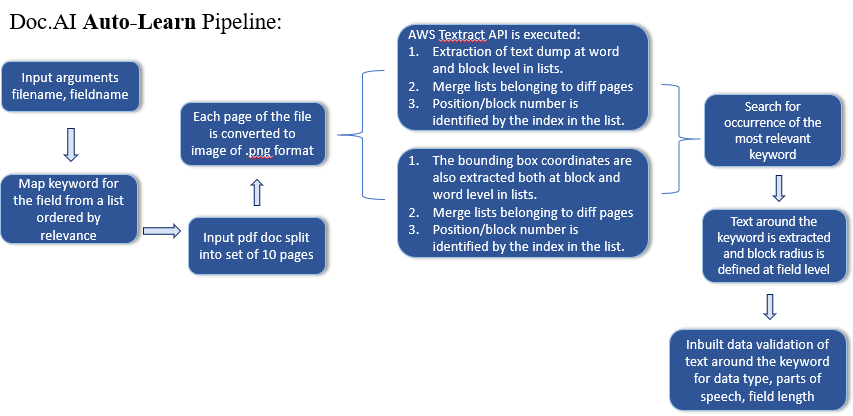 Doc.AI Auto-Learn Pipeline:
Input arguments
filename, fieldname
Map keyword for
the field from a list
ordered by
relevance
Input pdf doc split
into set of 10 pages
Each page of the file
is converted to
image of .png format
AWS Textract API is executed:
1. Extraction of text dump at word
and block level in lists.
2. Merge lists belonging to diff pages
3. Position/block number is
identified by the index in the list.
1. The bounding box coordinates are
also extracted both at block and
word level in lists.
2. Merge lists belonging to diff pages
3. Position/block number is
identified by the index in the list.
Search for
occurrence of the
most relevant
keyword
Text around the
keyword is extracted
and block radius is
defined at field level
Inbuilt data validation of
text around the keyword
for data type, parts of
speech, field length